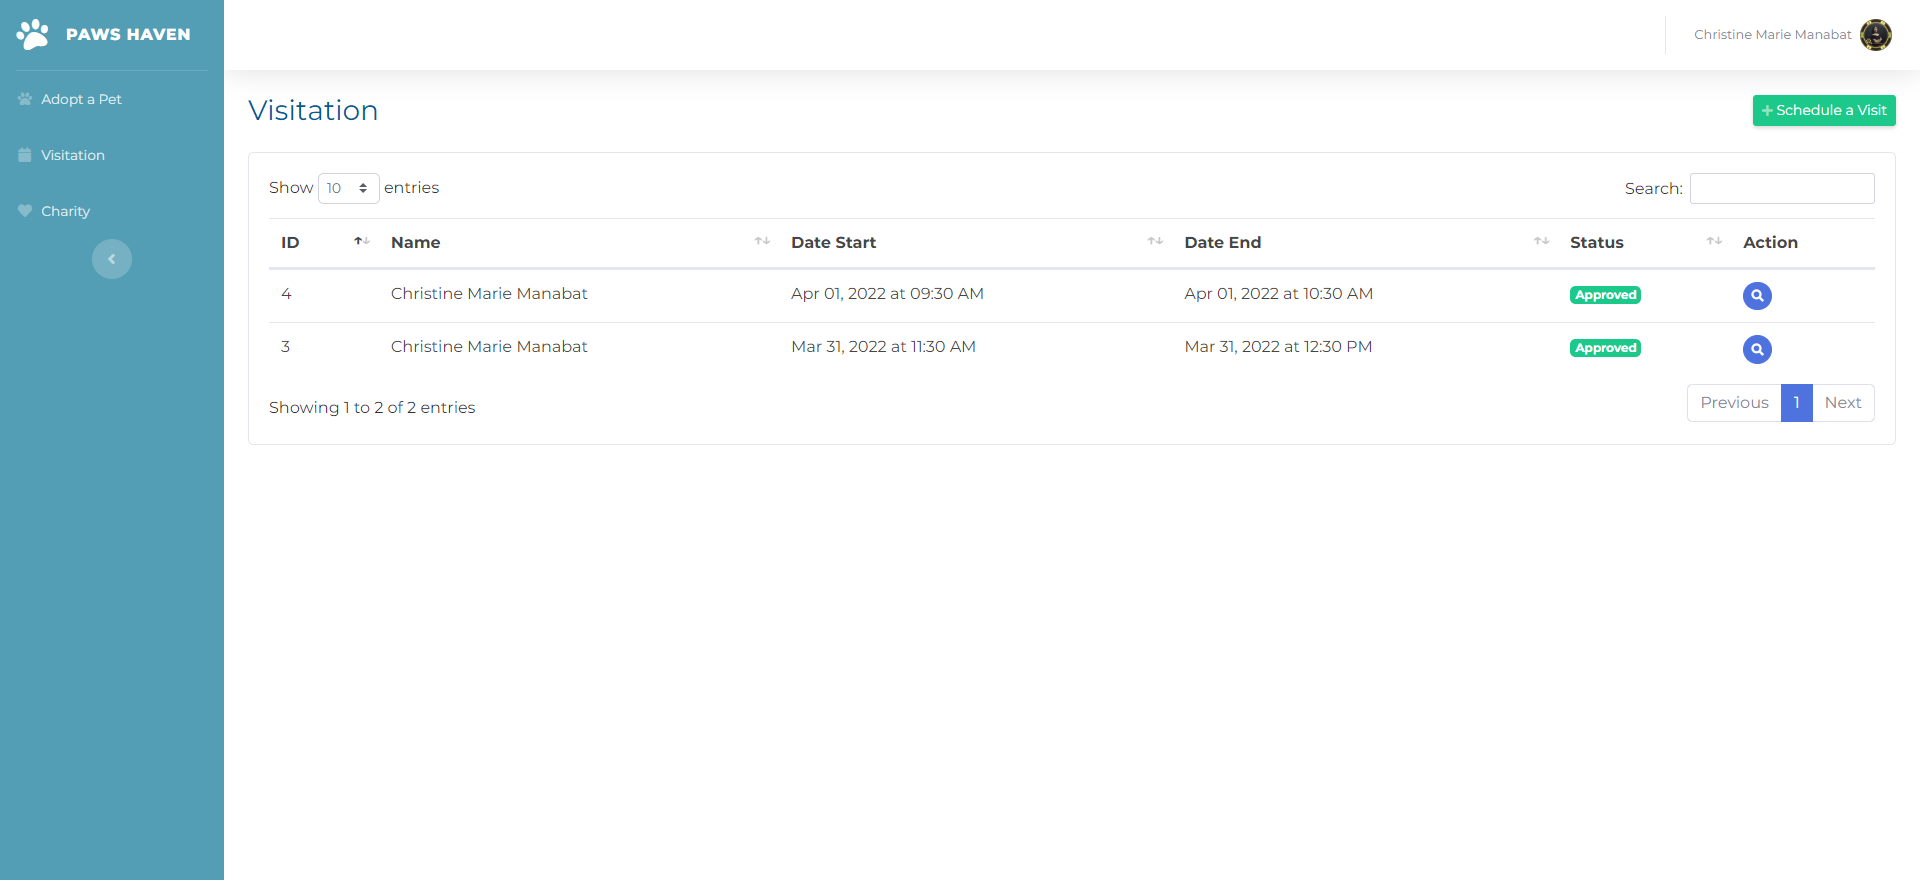 PAWS HAVEN
Christine Marie Manabat
Adopt a Pet
Visitation
Charity
Visitation
+ Schedule a Visit
Show 10 entries
Search:
ID Name Date Start Date End Status Action
4 Christine Marie Manabat Apr 01, 2022 at 09:30 AM Apr 01, 2022 at 10:30 AM Approved
3 Christine Marie Manabat Mar 31, 2022 at 11:30 AM Mar 31, 2022 at 12:30 PM Approved
Showing 1 to 2 of 2 entries
Previous 1 Next